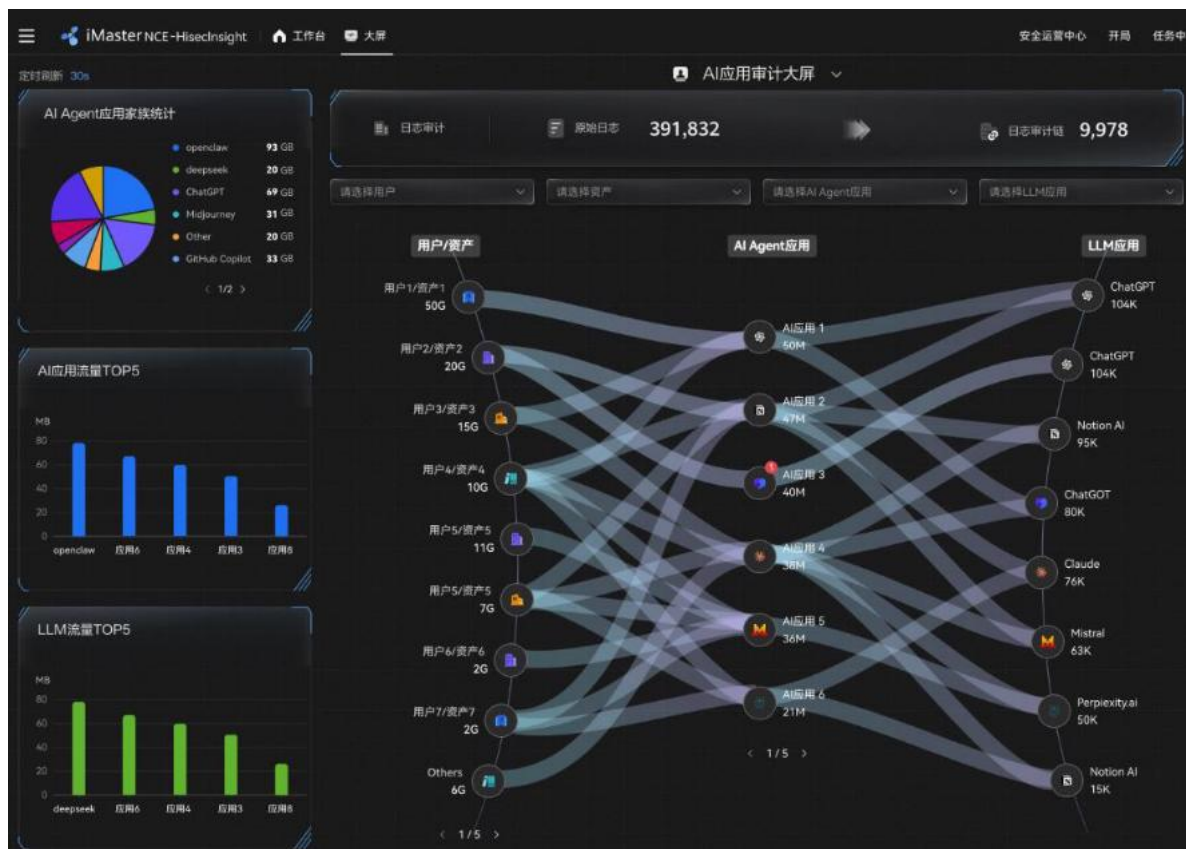 iMaster NCE-HisecInsight 工作台 大屏 安全运营中心 开局 任务中
定时刷新 30s
AI应用审计大屏
AI Agent应用家族统计
openclaw 93 GB
deepseek 20 GB
ChatGPT 69 GB
Midjourney 31 GB
Other 20 GB
GitHub Copilot 33 GB
1/2
日志审计 原始日志 391,832 日志审计链 9,978
请选择用户 请选择资产 请选择AI Agent应用 请选择LLM应用
AI应用流量TOP5
MB
80
60
40
20
0
openclaw 应用6 应用4 应用3 应用8
LLM流量TOP5
MB
80
60
40
20
0
deepseek 应用6 应用4 应用3 应用8
用户/资产
用户1/资产1
50G
用户2/资产2
20G
用户3/资产3
15G
用户4/资产4
10G
用户5/资产5
11G
用户5/资产5
7G
用户6/资产6
2G
用户7/资产7
2G
Others
6G
1/5
AI Agent应用
AI应用 1
50M
AI应用 2
47M
AI应用 3
40M
AI应用 4
38M
AI应用 5
36M
AI应用 6
21M
1/5
LLM应用
ChatGPT
104K
ChatGPT
104K
Notion AI
95K
ChatGOT
80K
Claude
76K
Mistral
63K
Perpiexity.ai
50K
Notion AI
15K